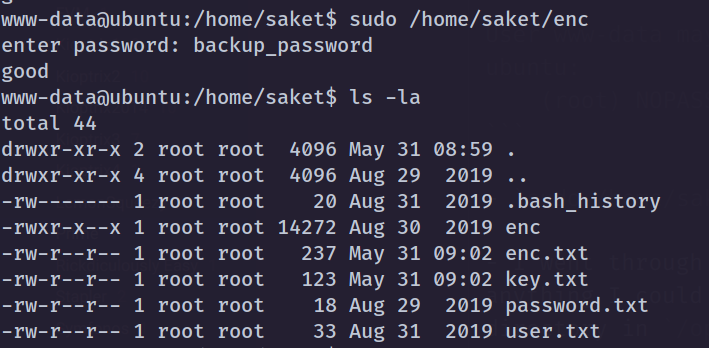 www-data@ubuntu:/home/saket$ sudo /home/saket/enc
enter password: backup_password
good
www-data@ubuntu:/home/saket$ ls -la
total 44
drwxr-xr-x 2 root root  4096 May 31 08:59 .
drwxr-xr-x 4 root root  4096 Aug 29  2019 ..
-rw------- 1 root root    20 Aug 31  2019 .bash_history
-rwxr-x--x 1 root root 14272 Aug 30  2019 enc
-rw-r--r-- 1 root root   237 May 31 09:02 enc.txt
-rw-r--r-- 1 root root   123 May 31 09:02 key.txt
-rw-r--r-- 1 root root    18 Aug 29  2019 password.txt
-rw-r--r-- 1 root root    33 Aug 31  2019 user.txt